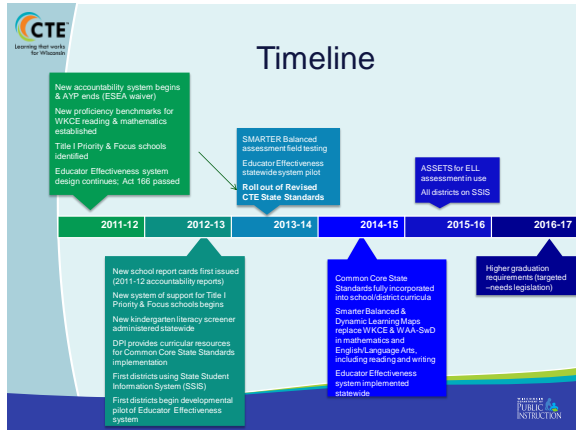 CTE
Learning that works
for Wisconsin
Timeline
New accountability system begins
& AYP ends (ESEA waiver)
New proficiency benchmarks for
WKCE reading & mathematics
established
Title I Priority & Focus schools
identified
Educator Effectiveness system
design continues; Act 166 passed
SMARTER Balanced
assessment field testing
Educator Effectiveness
statewide system pilot
Roll out of Revised
CTE State Standards
ASSETS for ELL
assessment in use
All districts on SSIS
2011-12
2012-13
2013-14
2014-15
2015-16
2016-17
New school report cards first issued
(2011-12 accountability reports)
New system of support for Title I
Priority & Focus schools begins
New kindergarten literacy screener
administered statewide
DPI provides curricular resources
for Common Core State Standards
implementation
First districts using State Student
Information System (SSIS)
First districts begin developmental
pilot of Educator Effectiveness
system
Common Core State
Standards fully incorporated
into school/district curricula
Smarter Balanced &
Dynamic Learning Maps
replace WKCE & WAA-SwD
in mathematics and
English/Language Arts,
including reading and writing
Educator Effectiveness
system implemented
statewide
Higher graduation
requirements (targeted
–needs legislation)
PUBLIC
INSTRUCTION